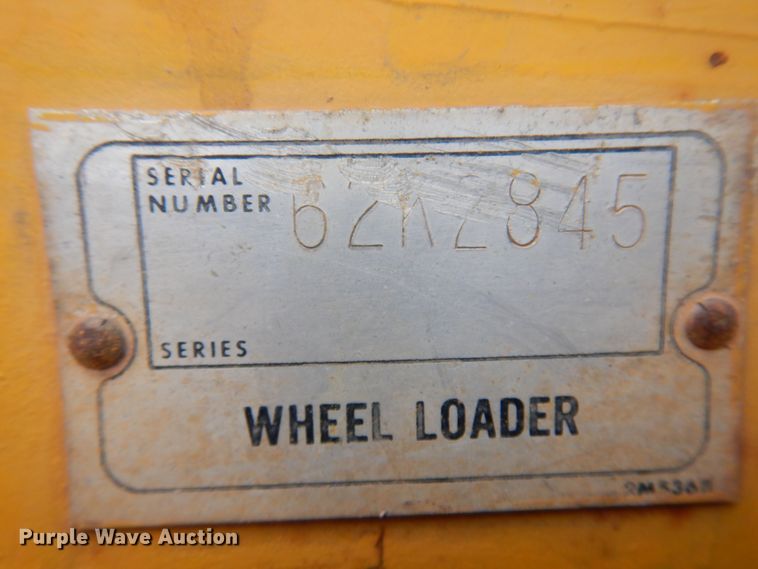 SERIAL
NUMBER 62K2845
SERIES
WHEEL LOADER
Purple Wave Auction